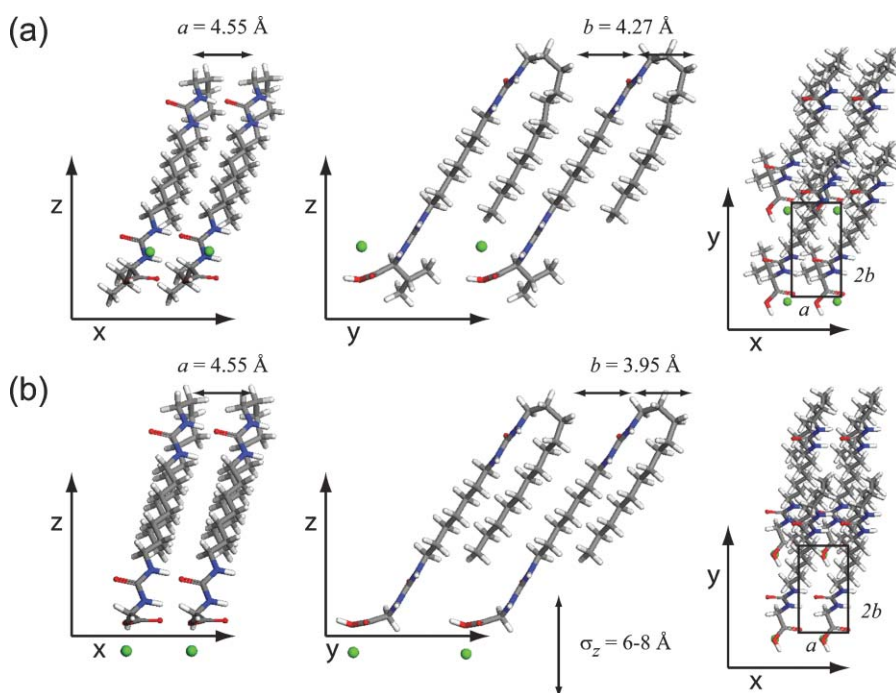 (a)
a = 4.55 Å
b = 4.27 Å
z
x
z
y
y
x
a
2b
(b)
a = 4.55 Å
b = 3.95 Å
z
x
z
y
σz = 6-8 Å
y
x
a
2b